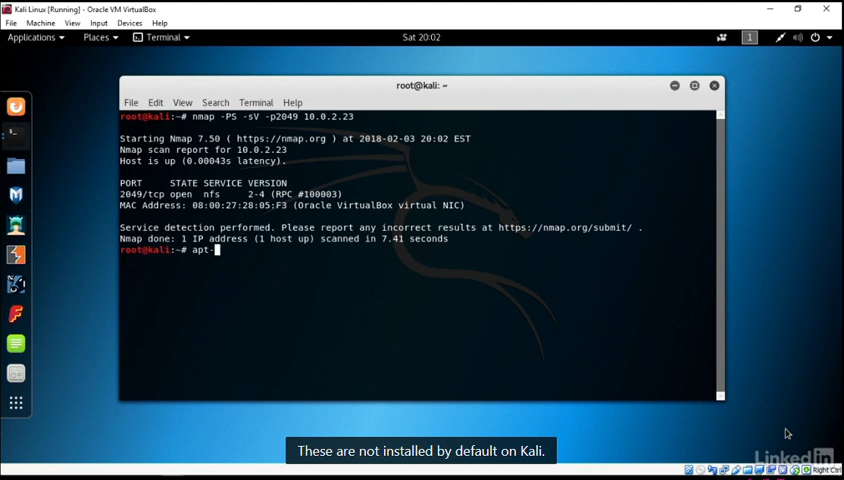 Kali Linux [Running] - Oracle VM VirtualBox
File Machine View Input Devices Help
Applications Places Terminal Sat 20:02 1
root@kali: ~
File Edit View Search Terminal Help
root@kali:~# nmap -PS -sV -p2049 10.0.2.23
Starting Nmap 7.50 ( https://nmap.org ) at 2018-02-03 20:02 EST
Nmap scan report for 10.0.2.23
Host is up (0.00043s latency).
PORT STATE SERVICE VERSION
2049/tcp open nfs 2-4 (RPC #100003)
MAC Address: 08:00:27:28:05:F3 (Oracle VirtualBox virtual NIC)
Service detection performed. Please report any incorrect results at https://nmap.org/submit/ .
Nmap done: 1 IP address (1 host up) scanned in 7.41 seconds
root@kali:~# apt-
These are not installed by default on Kali.
LinkedIn
Right Ctrl